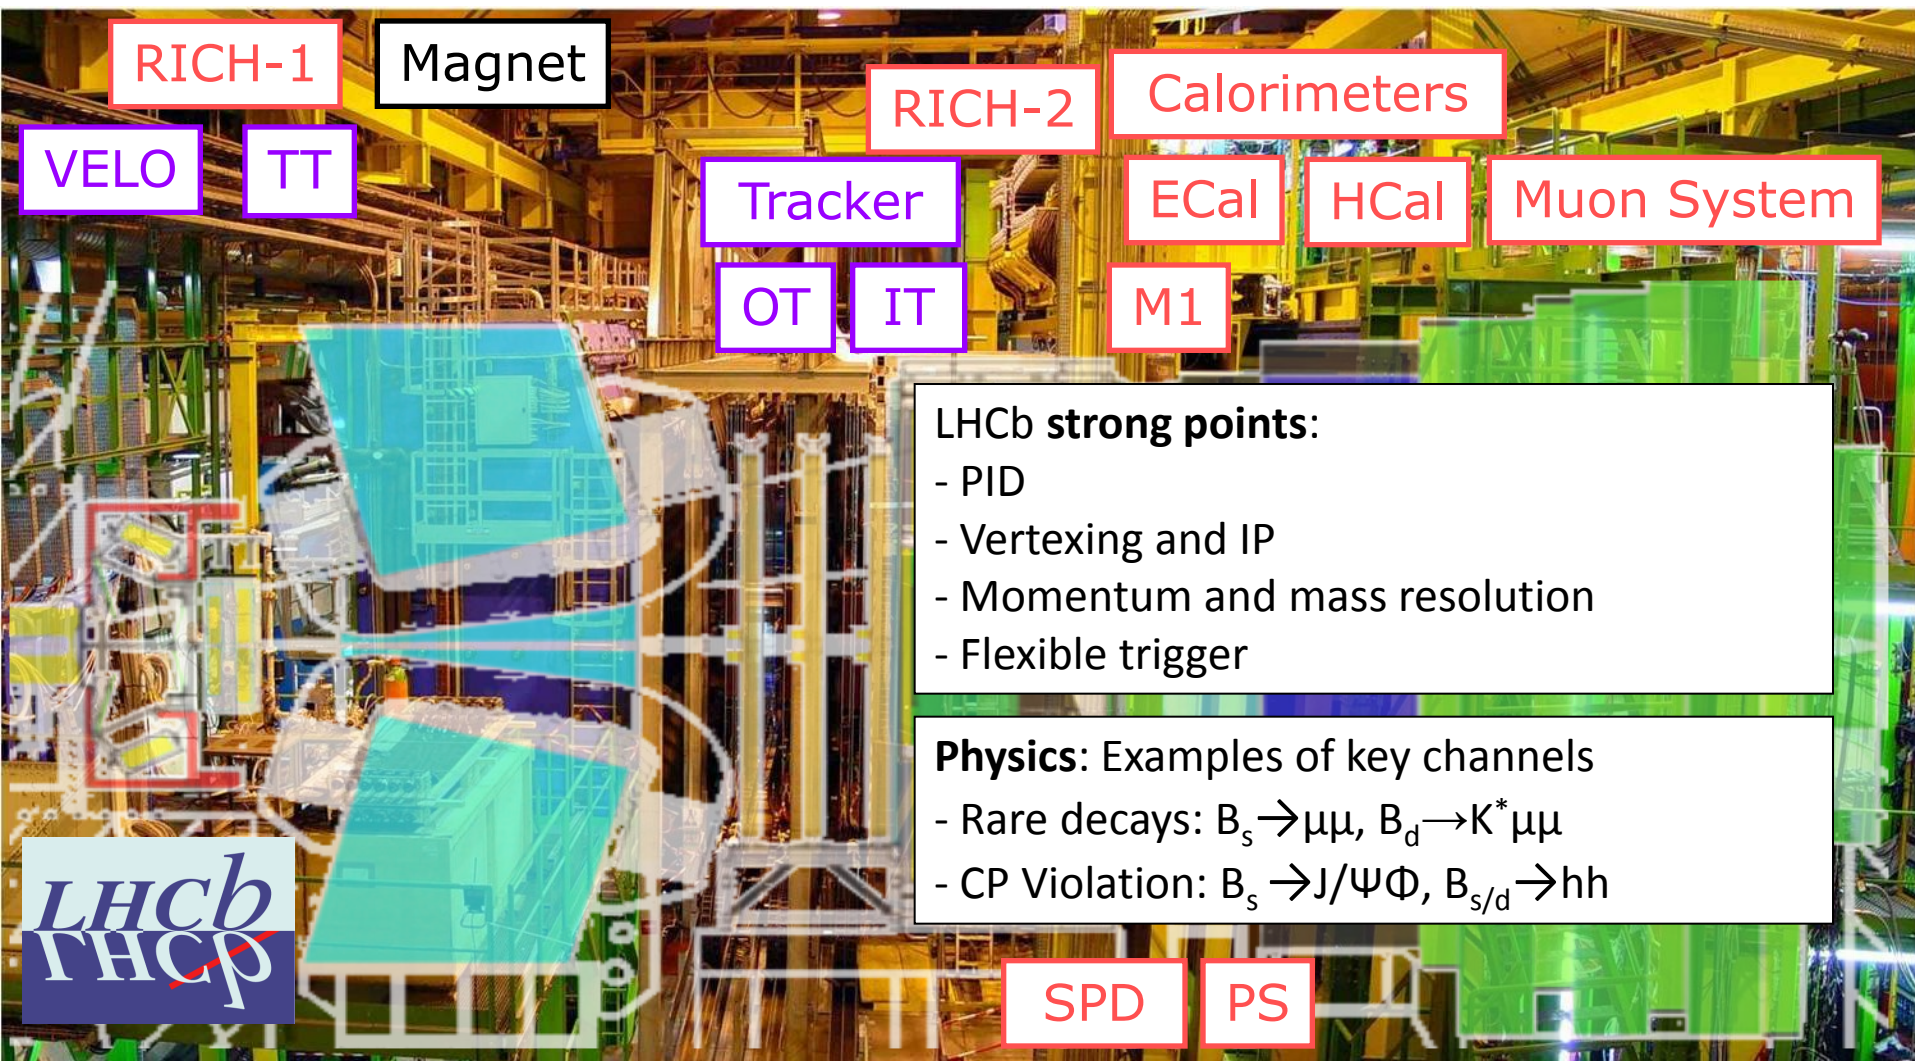 RICH-1
Magnet
RICH-2
Calorimeters
VELO
TT
Tracker
ECal
HCal
Muon System
OT
IT
M1
LHCb strong points:
- PID
- Vertexing and IP
- Momentum and mass resolution
- Flexible trigger
Physics: Examples of key channels
- Rare decays: Bs→μμ, Bd→K*μμ
- CP Violation: Bs→J/ΨΦ, Bs/d→hh
LHCb
LHCb
SPD
PS